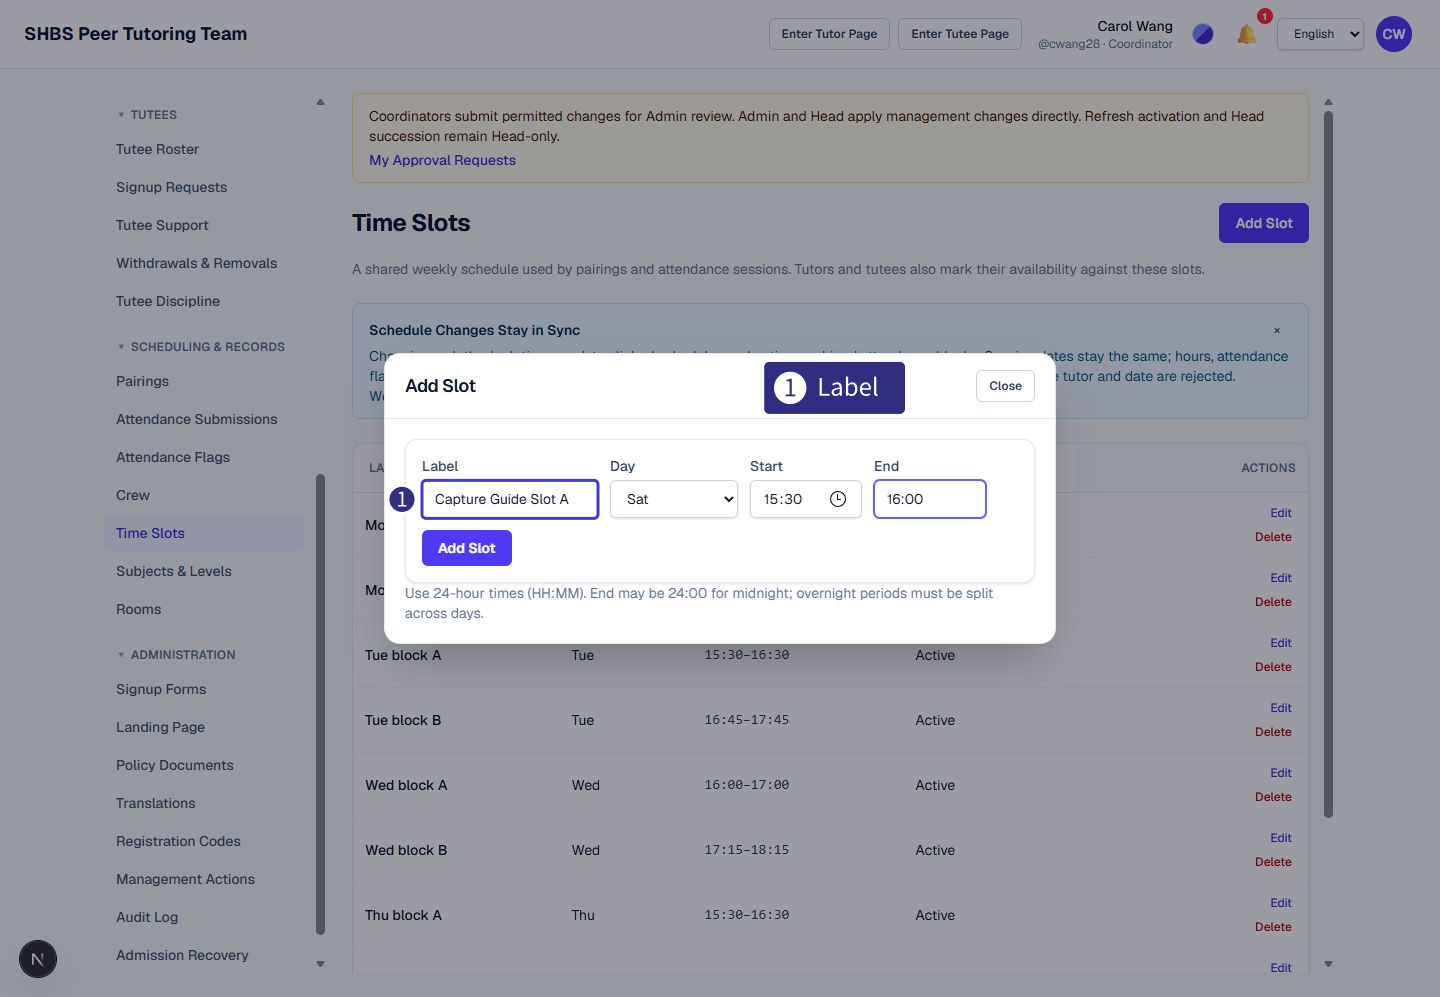 SHBS Peer Tutoring Team
Enter Tutor Page
Enter Tutee Page
Carol Wang
@cwang28 · Coordinator
1
English
CW
TUTEES
Tutee Roster
Signup Requests
Tutee Support
Withdrawals & Removals
Tutee Discipline
SCHEDULING & RECORDS
Pairings
Attendance Submissions
Attendance Flags
Crew
Time Slots
Subjects & Levels
Rooms
ADMINISTRATION
Signup Forms
Landing Page
Policy Documents
Translations
Registration Codes
Management Actions
Audit Log
Admission Recovery
N
Coordinators submit permitted changes for Admin review. Admin and Head apply management changes directly. Refresh activation and Head
succession remain Head-only.
My Approval Requests
Time Slots
Add Slot
A shared weekly schedule used by pairings and attendance sessions. Tutors and tutees also mark their availability against these slots.
Schedule Changes Stay in Sync
×
stay the same; hours, attendance
tutor and date are rejected.
Add Slot
1 Label
Close
Label Day Start End
1 Capture Guide Slot A Sat 15:30 16:00
Add Slot
Use 24-hour times (HH:MM). End may be 24:00 for midnight; overnight periods must be split
across days.
ACTIONS
Edit
Delete
Edit
Delete
Tue block A Tue 15:30–16:30 Active Edit
Delete
Tue block B Tue 16:45–17:45 Active Edit
Delete
Wed block A Wed 16:00–17:00 Active Edit
Delete
Wed block B Wed 17:15–18:15 Active Edit
Delete
Thu block A Thu 15:30–16:30 Active Edit
Delete
Edit